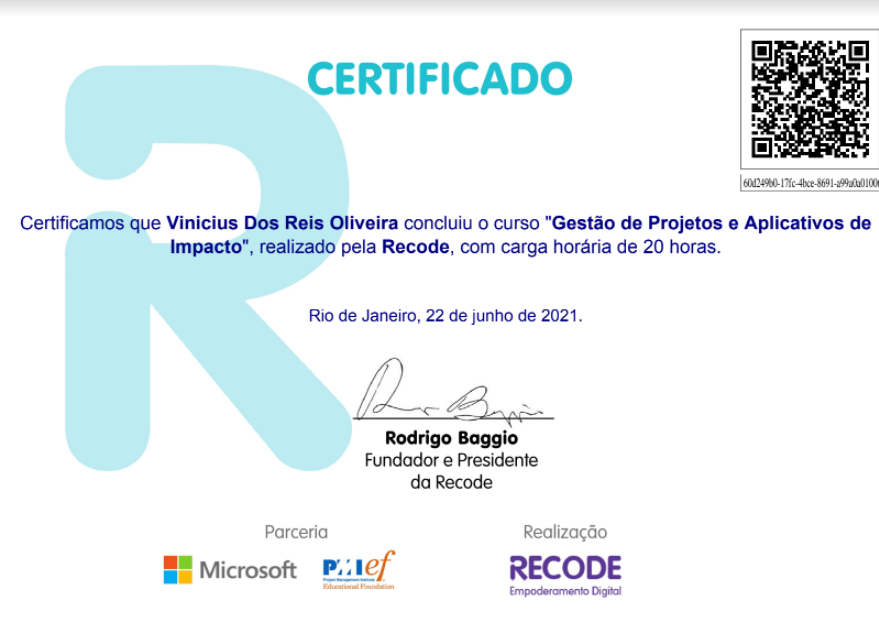 CERTIFICADO
60d249b0-17fc-4bce-8691-a99a0a0100
Certificamos que Vinicius Dos Reis Oliveira concluiu o curso "Gestão de Projetos e Aplicativos de
Impacto", realizado pela Recode, com carga horária de 20 horas.
Rio de Janeiro, 22 de junho de 2021.
Rodrigo Baggio
Fundador e Presidente
da Recode
Parceria
Realização
Microsoft
PMIef
Project Management Institute
Educational Foundation
RECODE
Empoderamento Digital